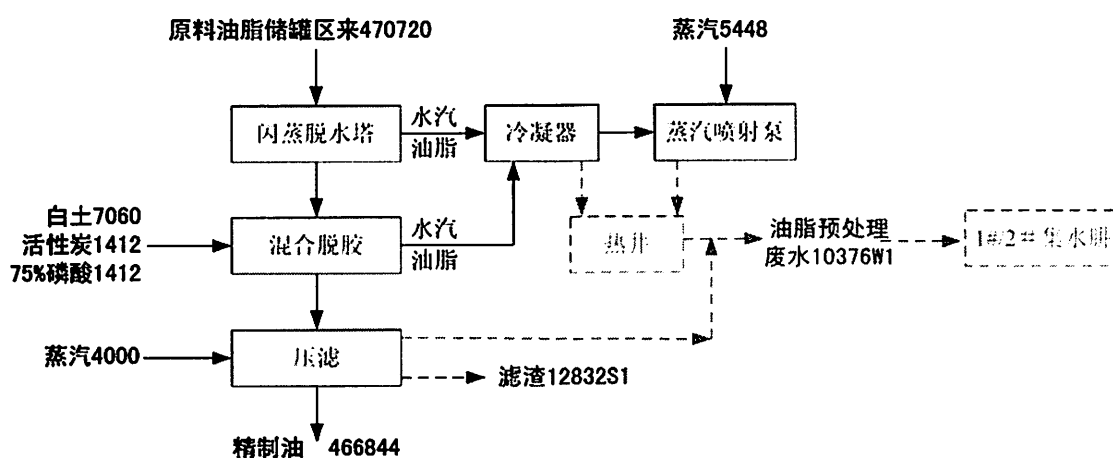 原料油脂储罐区来470720
蒸汽5448
闪蒸脱水塔
水汽
油脂
冷凝器
蒸汽喷射泵
白土7060
活性炭1412
75%磷酸1412
混合脱胶
水汽
油脂
热井
油脂预处理
废水10376W1
1#/2#集水
蒸汽4000
压滤
滤渣12832S1
精制油 466844